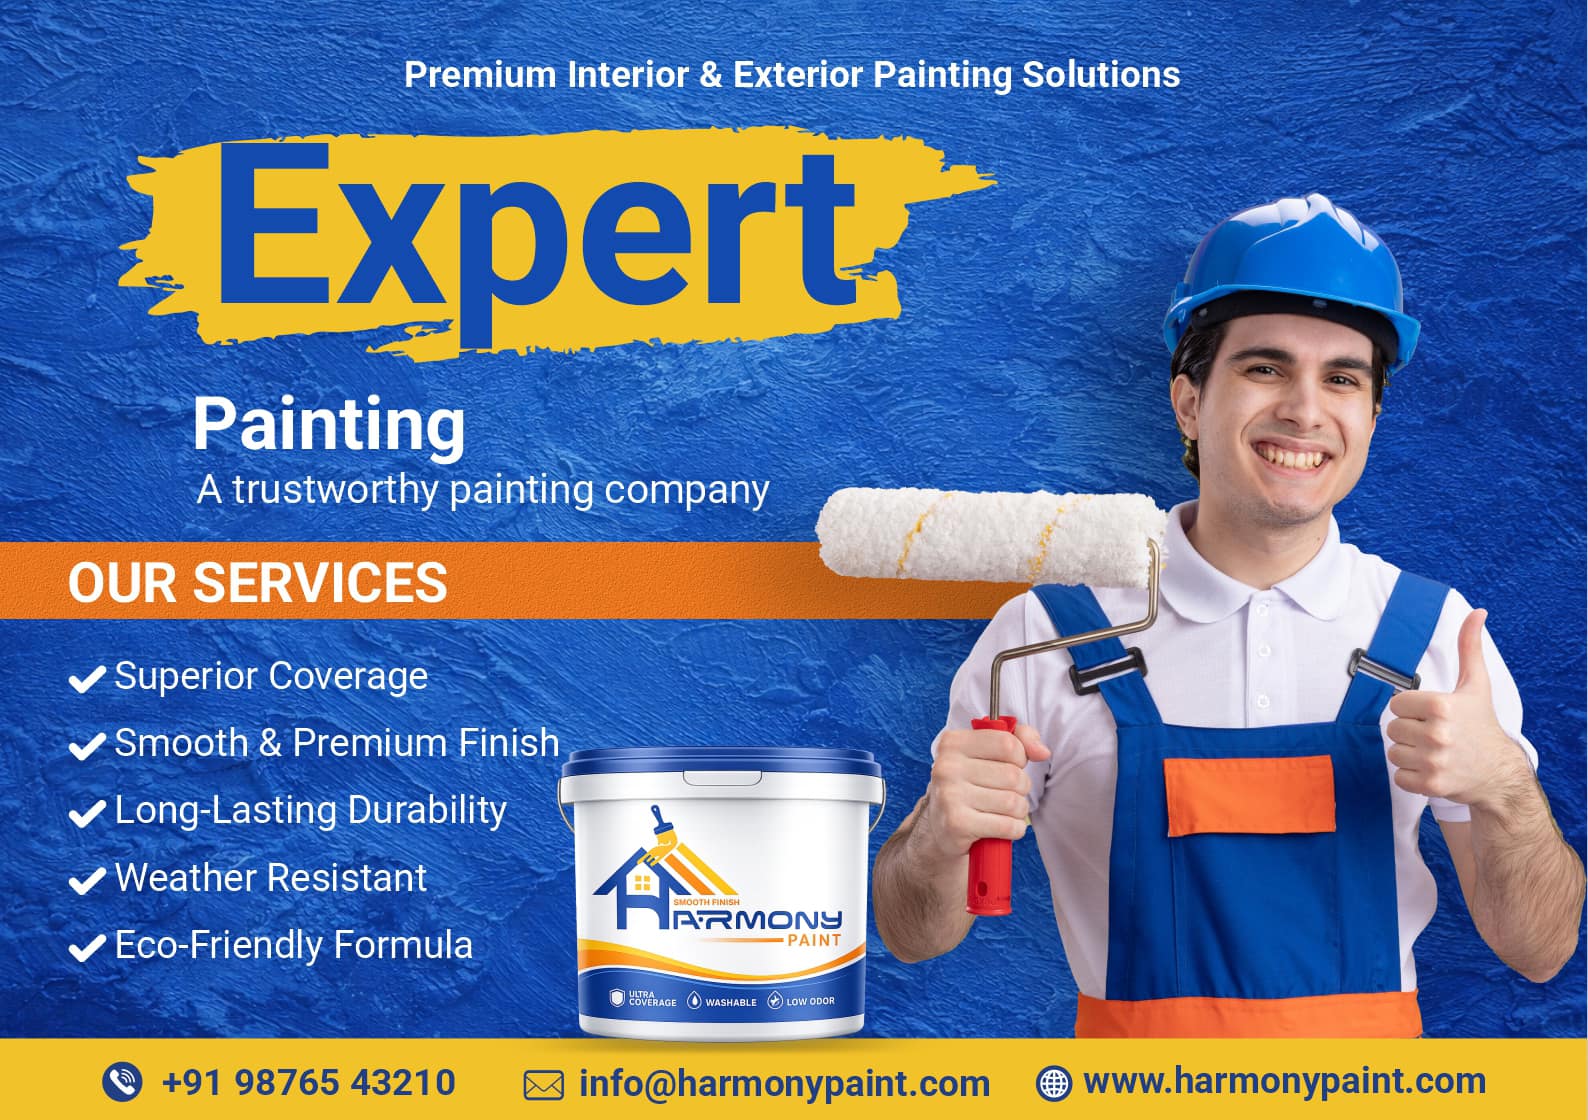 Premium Interior & Exterior Painting Solutions
Expert
Painting
A trustworthy painting company
OUR SERVICES
Superior Coverage
Smooth & Premium Finish
Long-Lasting Durability
Weather Resistant
Eco-Friendly Formula
SMOOTH FINISH
HARMONY
PAINT
ULTRA
COVERAGE
WASHABLE
LOW ODOR
+91 98765 43210
info@harmonypaint.com
www.harmonypaint.com